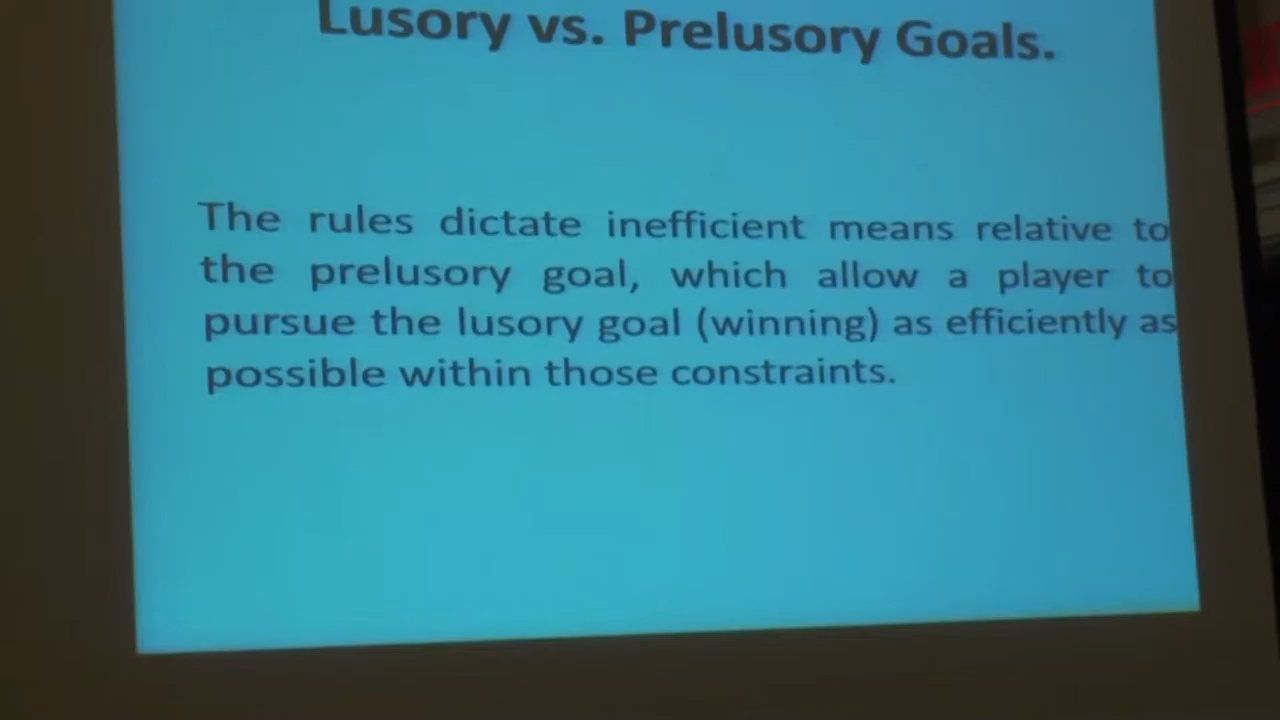 Lusory vs. Prelusory Goals.
The rules dictate inefficient means relative to
the prelusory goal, which allow a player to
pursue the lusory goal (winning) as efficiently as
possible within those constraints.